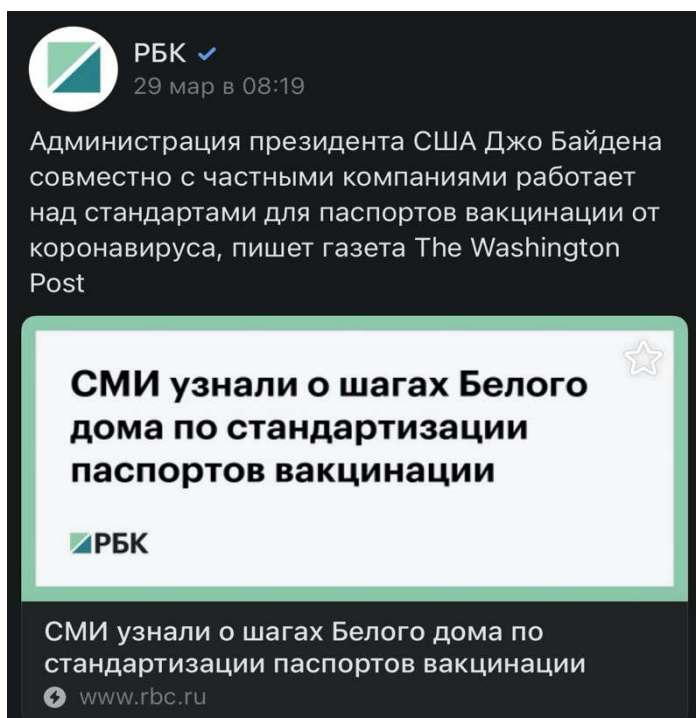 РБК
29 мар в 08:19
Администрация президента США Джо Байдена
совместно с частными компаниями работает
над стандартами для паспортов вакцинации от
коронавируса, пишет газета The Washington
Post
СМИ узнали о шагах Белого
дома по стандартизации
паспортов вакцинации
РБК
СМИ узнали о шагах Белого дома по
стандартизации паспортов вакцинации
www.rbc.ru